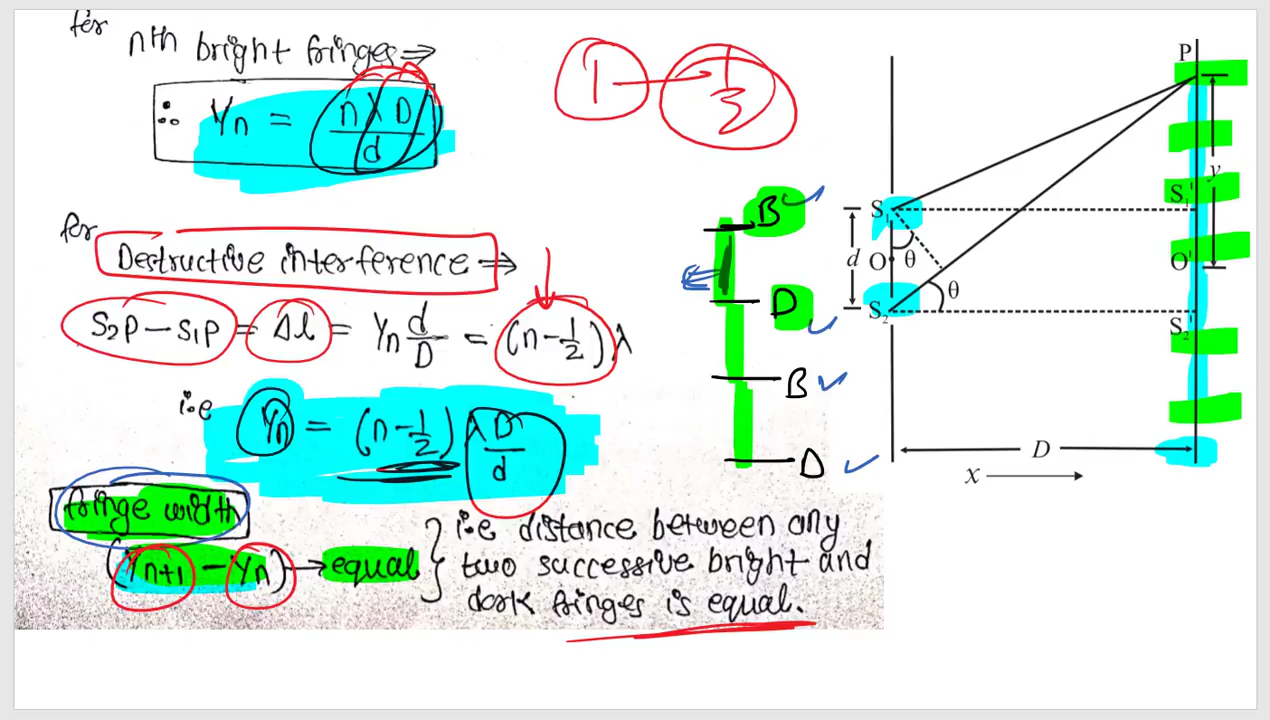 for
nth bright fringes ⇒
∴ Yn = nλD/d
1 → 1/3
for
Destructive interference ⇒
S₂P – S₁P = Δl = Yn d/D = (n – 1/2) λ
i.e Yn = (n – 1/2) λD/d
fringe width
(Yn+1 – Yn) → equal } i.e distance between any
two successive bright and
dark fringes is equal.
B
D
B
D
P
y
S₁
S₁'
d
O
θ
O'
θ
S₂
S₂'
D
x